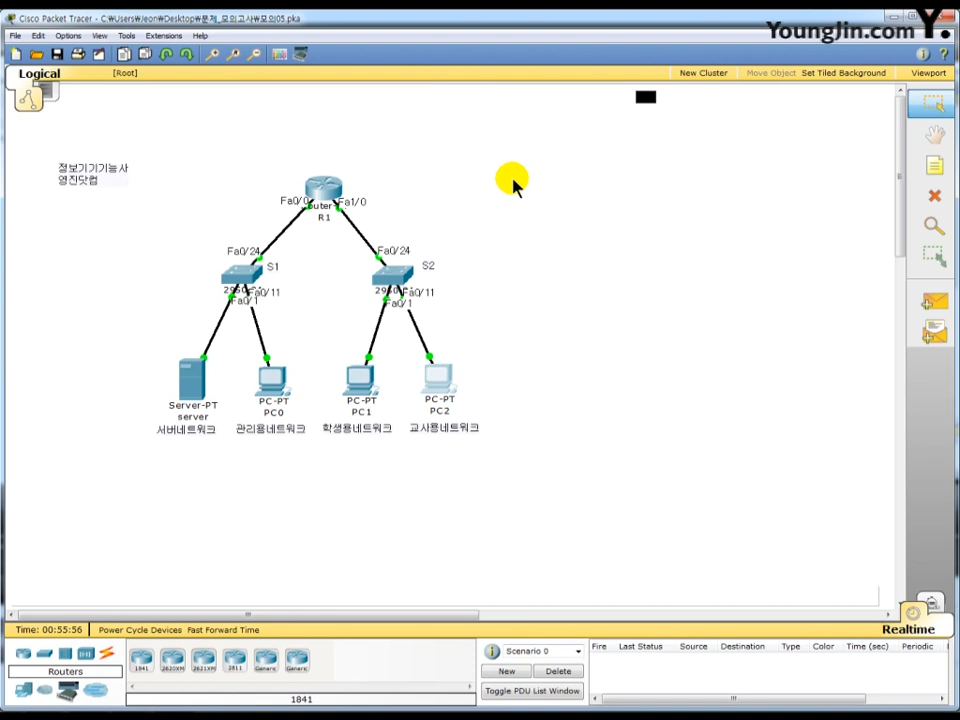 Cisco Packet Tracer - C:\Users\Jeon\Desktop\문제_모의고사\모의05.pka
YoungJin.com Y.
File Edit Options View Tools Extensions Help
Logical [Root] New Cluster Move Object Set Tiled Background Viewport
정보기기기능사
영진닷컴
Fa0/0 Fa1/0
R1
Fa0/24 Fa0/24
S1 S2
Fa0/11 Fa0/11
Fa0/1 Fa0/1
Server-PT PC-PT PC-PT PC-PT
server PC0 PC1 PC2
서버네트워크 관리용네트워크 학생용네트워크 교사용네트워크
Realtime
Time: 00:55:56 Power Cycle Devices Fast Forward Time
Routers
1841 2620XM 2621XM 2811 Generic Generic
1841
Scenario 0
New Delete
Toggle PDU List Window
Fire Last Status Source Destination Type Color Time (sec) Periodic